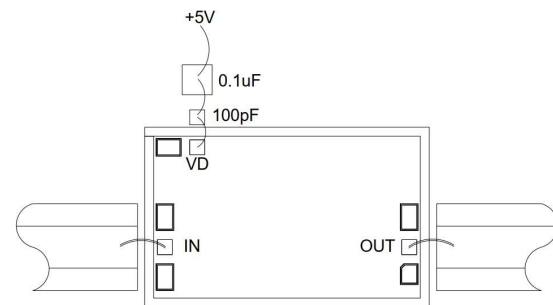 +5V
0.1uF
100pF
VD
IN
OUT